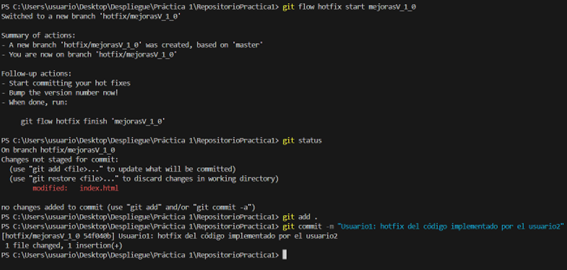 PS C:\Users\usuario\Desktop\Despliegue\Práctica 1\RepositorioPractica1> git flow hotfix start mejorasV_1_0
Switched to a new branch 'hotfix/mejorasV_1_0'
Summary of actions:
- A new branch 'hotfix/mejorasV_1_0' was created, based on 'master'
- You are now on branch 'hotfix/mejorasV_1_0'
Follow-up actions:
- Start committing your hot fixes
- Bump the version number now!
- When done, run:
git flow hotfix finish 'mejorasV_1_0'
PS C:\Users\usuario\Desktop\Despliegue\Práctica 1\RepositorioPractica1> git status
On branch hotfix/mejorasV_1_0
Changes not staged for commit:
(use "git add <file>..." to update what will be committed)
(use "git restore <file>..." to discard changes in working directory)
modified:   index.html
no changes added to commit (use "git add" and/or "git commit -a")
PS C:\Users\usuario\Desktop\Despliegue\Práctica 1\RepositorioPractica1> git add .
PS C:\Users\usuario\Desktop\Despliegue\Práctica 1\RepositorioPractica1> git commit -m "Usuario1: hotfix del código implementado por el usuario2"
[hotfix/mejorasV_1_0 54f040b] Usuario1: hotfix del código implementado por el usuario2
1 file changed, 1 insertion(+)
PS C:\Users\usuario\Desktop\Despliegue\Práctica 1\RepositorioPractica1>